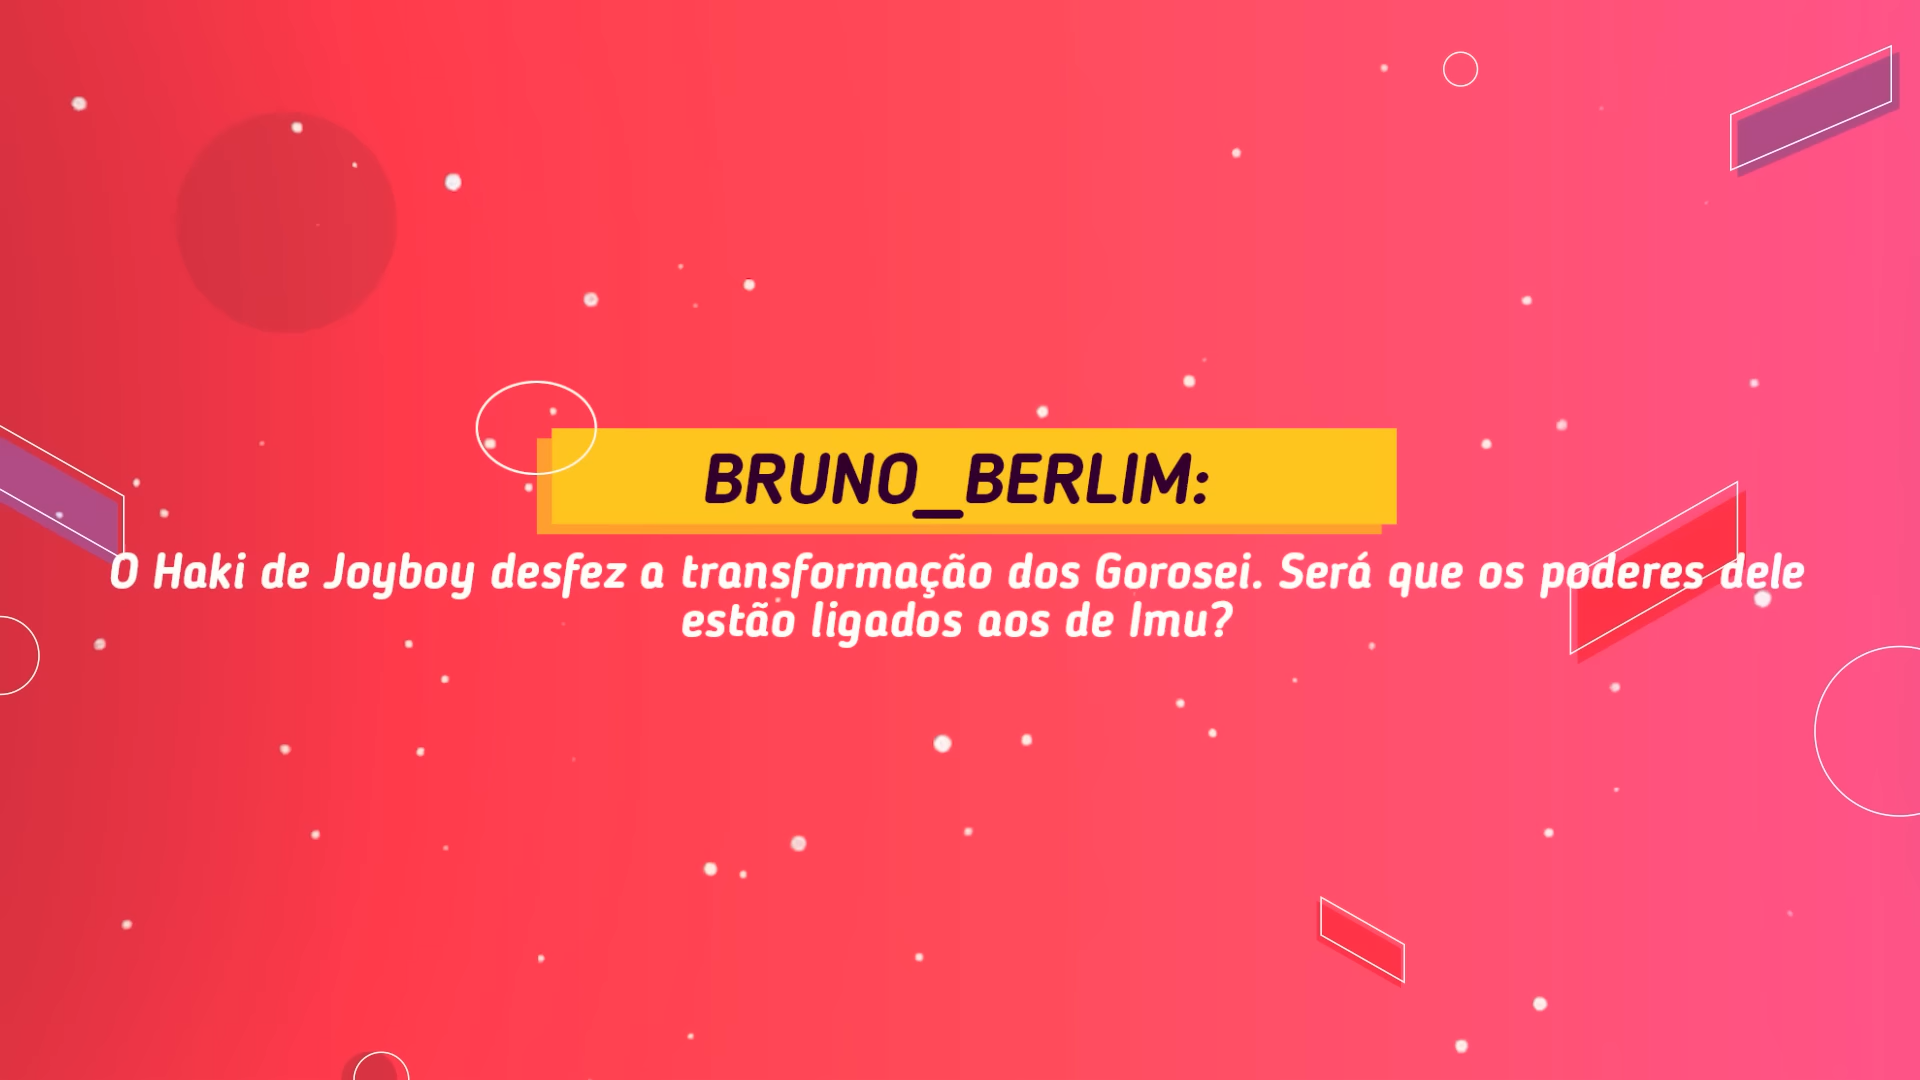 BRUNO_BERLIM:
O Haki de Joyboy desfez a transformação dos Gorosei. Será que os poderes dele
estão ligados aos de Imu?